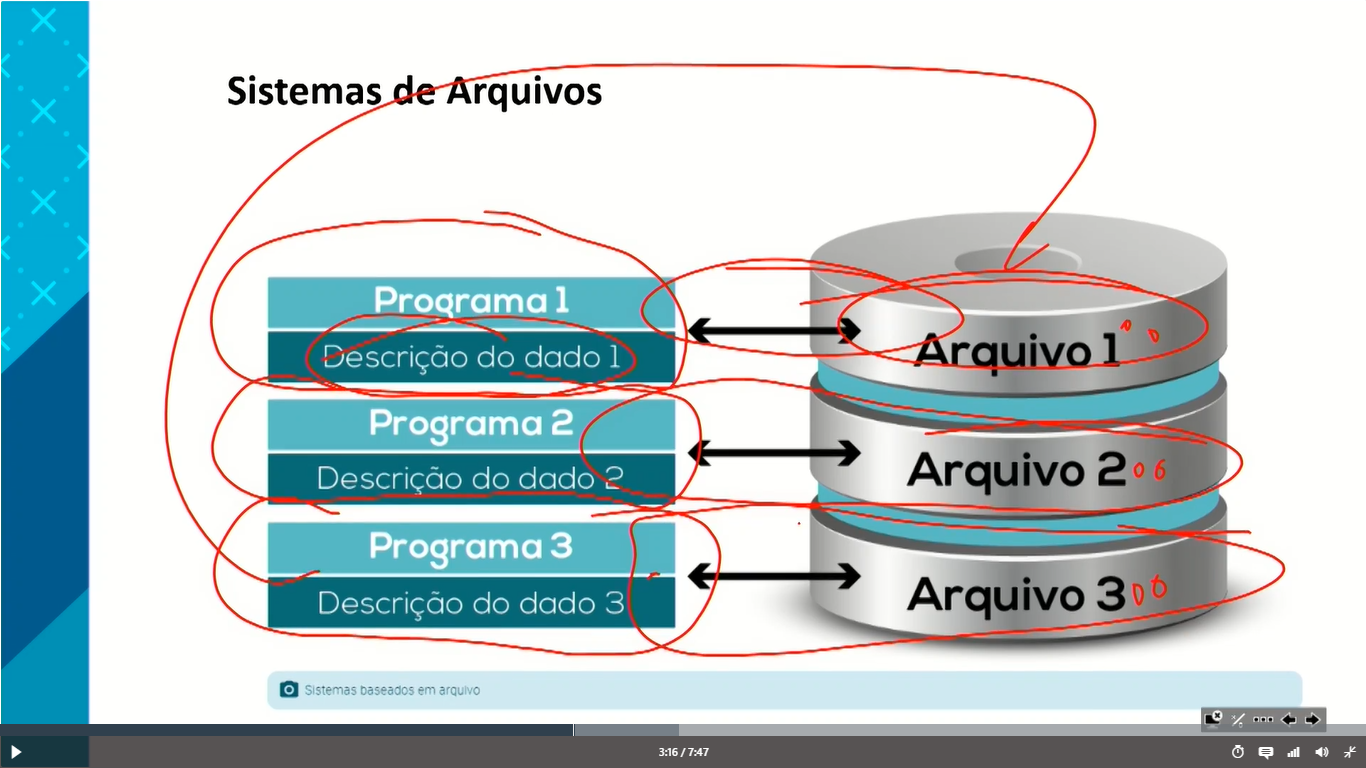 Sistemas de Arquivos
Programa 1
Descrição do dado 1
Arquivo 1
Programa 2
Descrição do dado 2
Arquivo 2
Programa 3
Descrição do dado 3
Arquivo 3
Sistemas baseados em arquivo
3:16 / 7:47